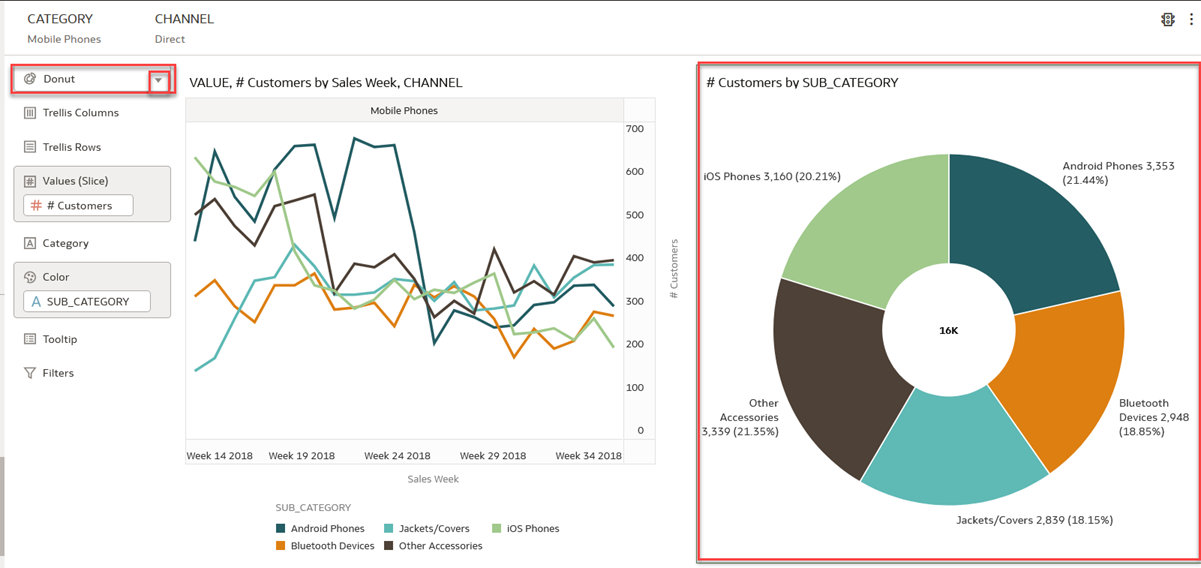 CATEGORY
Mobile Phones
CHANNEL
Direct
Donut
Trellis Columns
Trellis Rows
Values (Slice)
# # Customers
Category
Color
A SUB_CATEGORY
Tooltip
Filters
VALUE, # Customers by Sales Week, CHANNEL
Mobile Phones
700
600
500
400
300
200
100
0
# Customers
Week 14 2018
Week 19 2018
Week 24 2018
Week 29 2018
Week 34 2018
Sales Week
SUB_CATEGORY
Android Phones
Jackets/Covers
iOS Phones
Bluetooth Devices
Other Accessories
# Customers by SUB_CATEGORY
iOS Phones 3,160 (20.21%)
Android Phones 3,353
(21.44%)
16K
Other
Accessories
3,339 (21.35%)
Bluetooth
Devices 2,948
(18.85%)
Jackets/Covers 2,839 (18.15%)